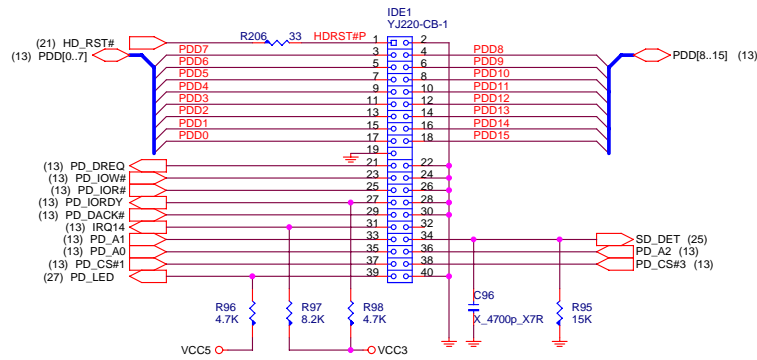 IDE1
YJ220-CB-1
(21) HD_RST# R206 33 HDRST#P 1 2
(13) PDD[0..7] PDD7 3 4 PDD8 PDD[8..15] (13)
PDD6 5 6 PDD9
PDD5 7 8 PDD10
PDD4 9 10 PDD11
PDD3 11 12 PDD12
PDD2 13 14 PDD13
PDD1 15 16 PDD14
PDD0 17 18 PDD15
19
(13) PD_DREQ 21 22
(13) PD_IOW# 23 24
(13) PD_IOR# 25 26
(13) PD_IORDY 27 28
(13) PD_DACK# 29 30
(13) IRQ14 31 32
(13) PD_A1 33 34 SD_DET (25)
(13) PD_A0 35 36 PD_A2 (13)
(13) PD_CS#1 37 38 PD_CS#3 (13)
(27) PD_LED 39 40
R96 R97 R98 C96 R95
4.7K 8.2K 4.7K X_4700p_X7R 15K
VCC5 VCC3